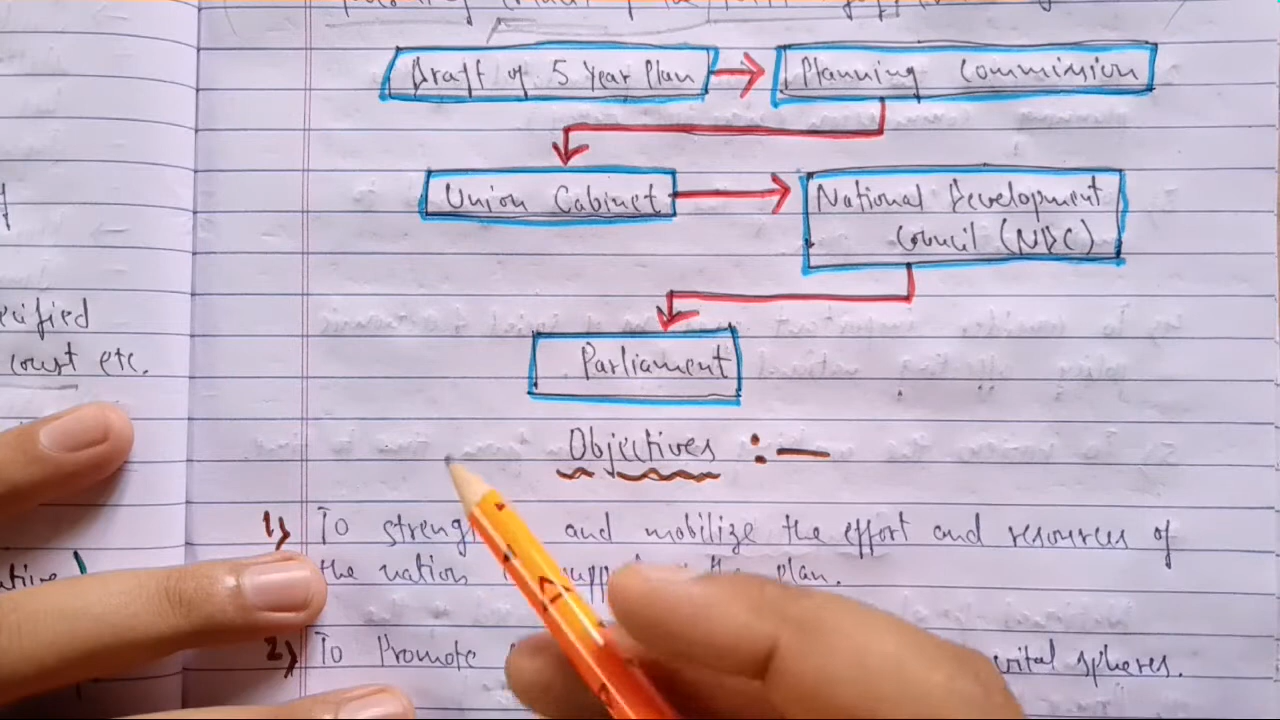 Draft of 5 Year Plan
Planning Commission
Union Cabinet
National Development
Council (NDC)
Parliament
ecified
court etc.
Objectives :—
1) To and mobilize the effort and resources of
the nation the plan.
2) To Promote vital spheres.